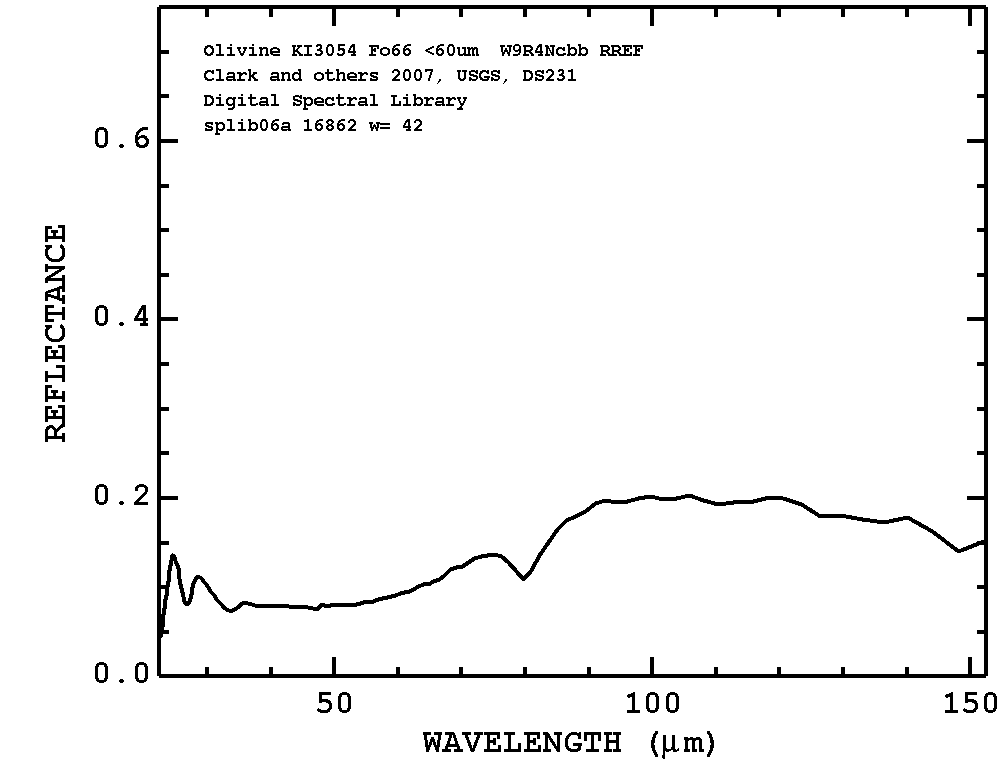 Olivine KI3054 Fo66 <60um W9R4Ncbb RREF
Clark and others 2007, USGS, DS231
Digital Spectral Library
splib06a 16862 w= 42
0.6
0.4
0.2
0.0
REFLECTANCE
50
100
150
WAVELENGTH (μm)